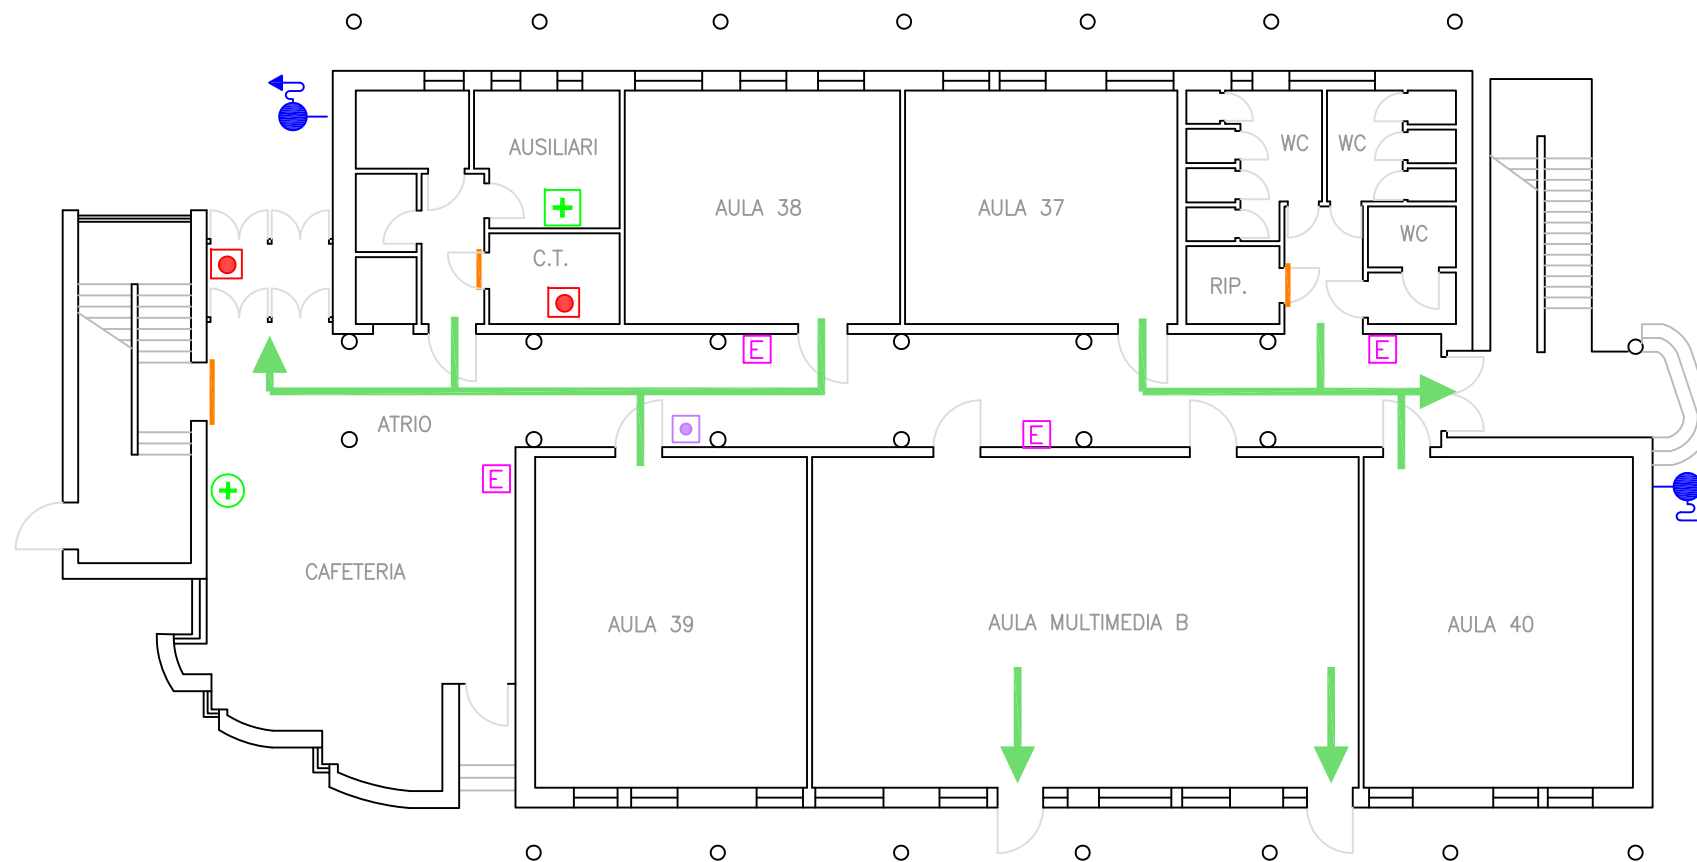 AUSILIARI
WC
WC
AULA 38
AULA 37
WC
C.T.
RIP.
E
E
ATRIO
E
E
CAFETERIA
AULA 39
AULA MULTIMEDIA B
AULA 40